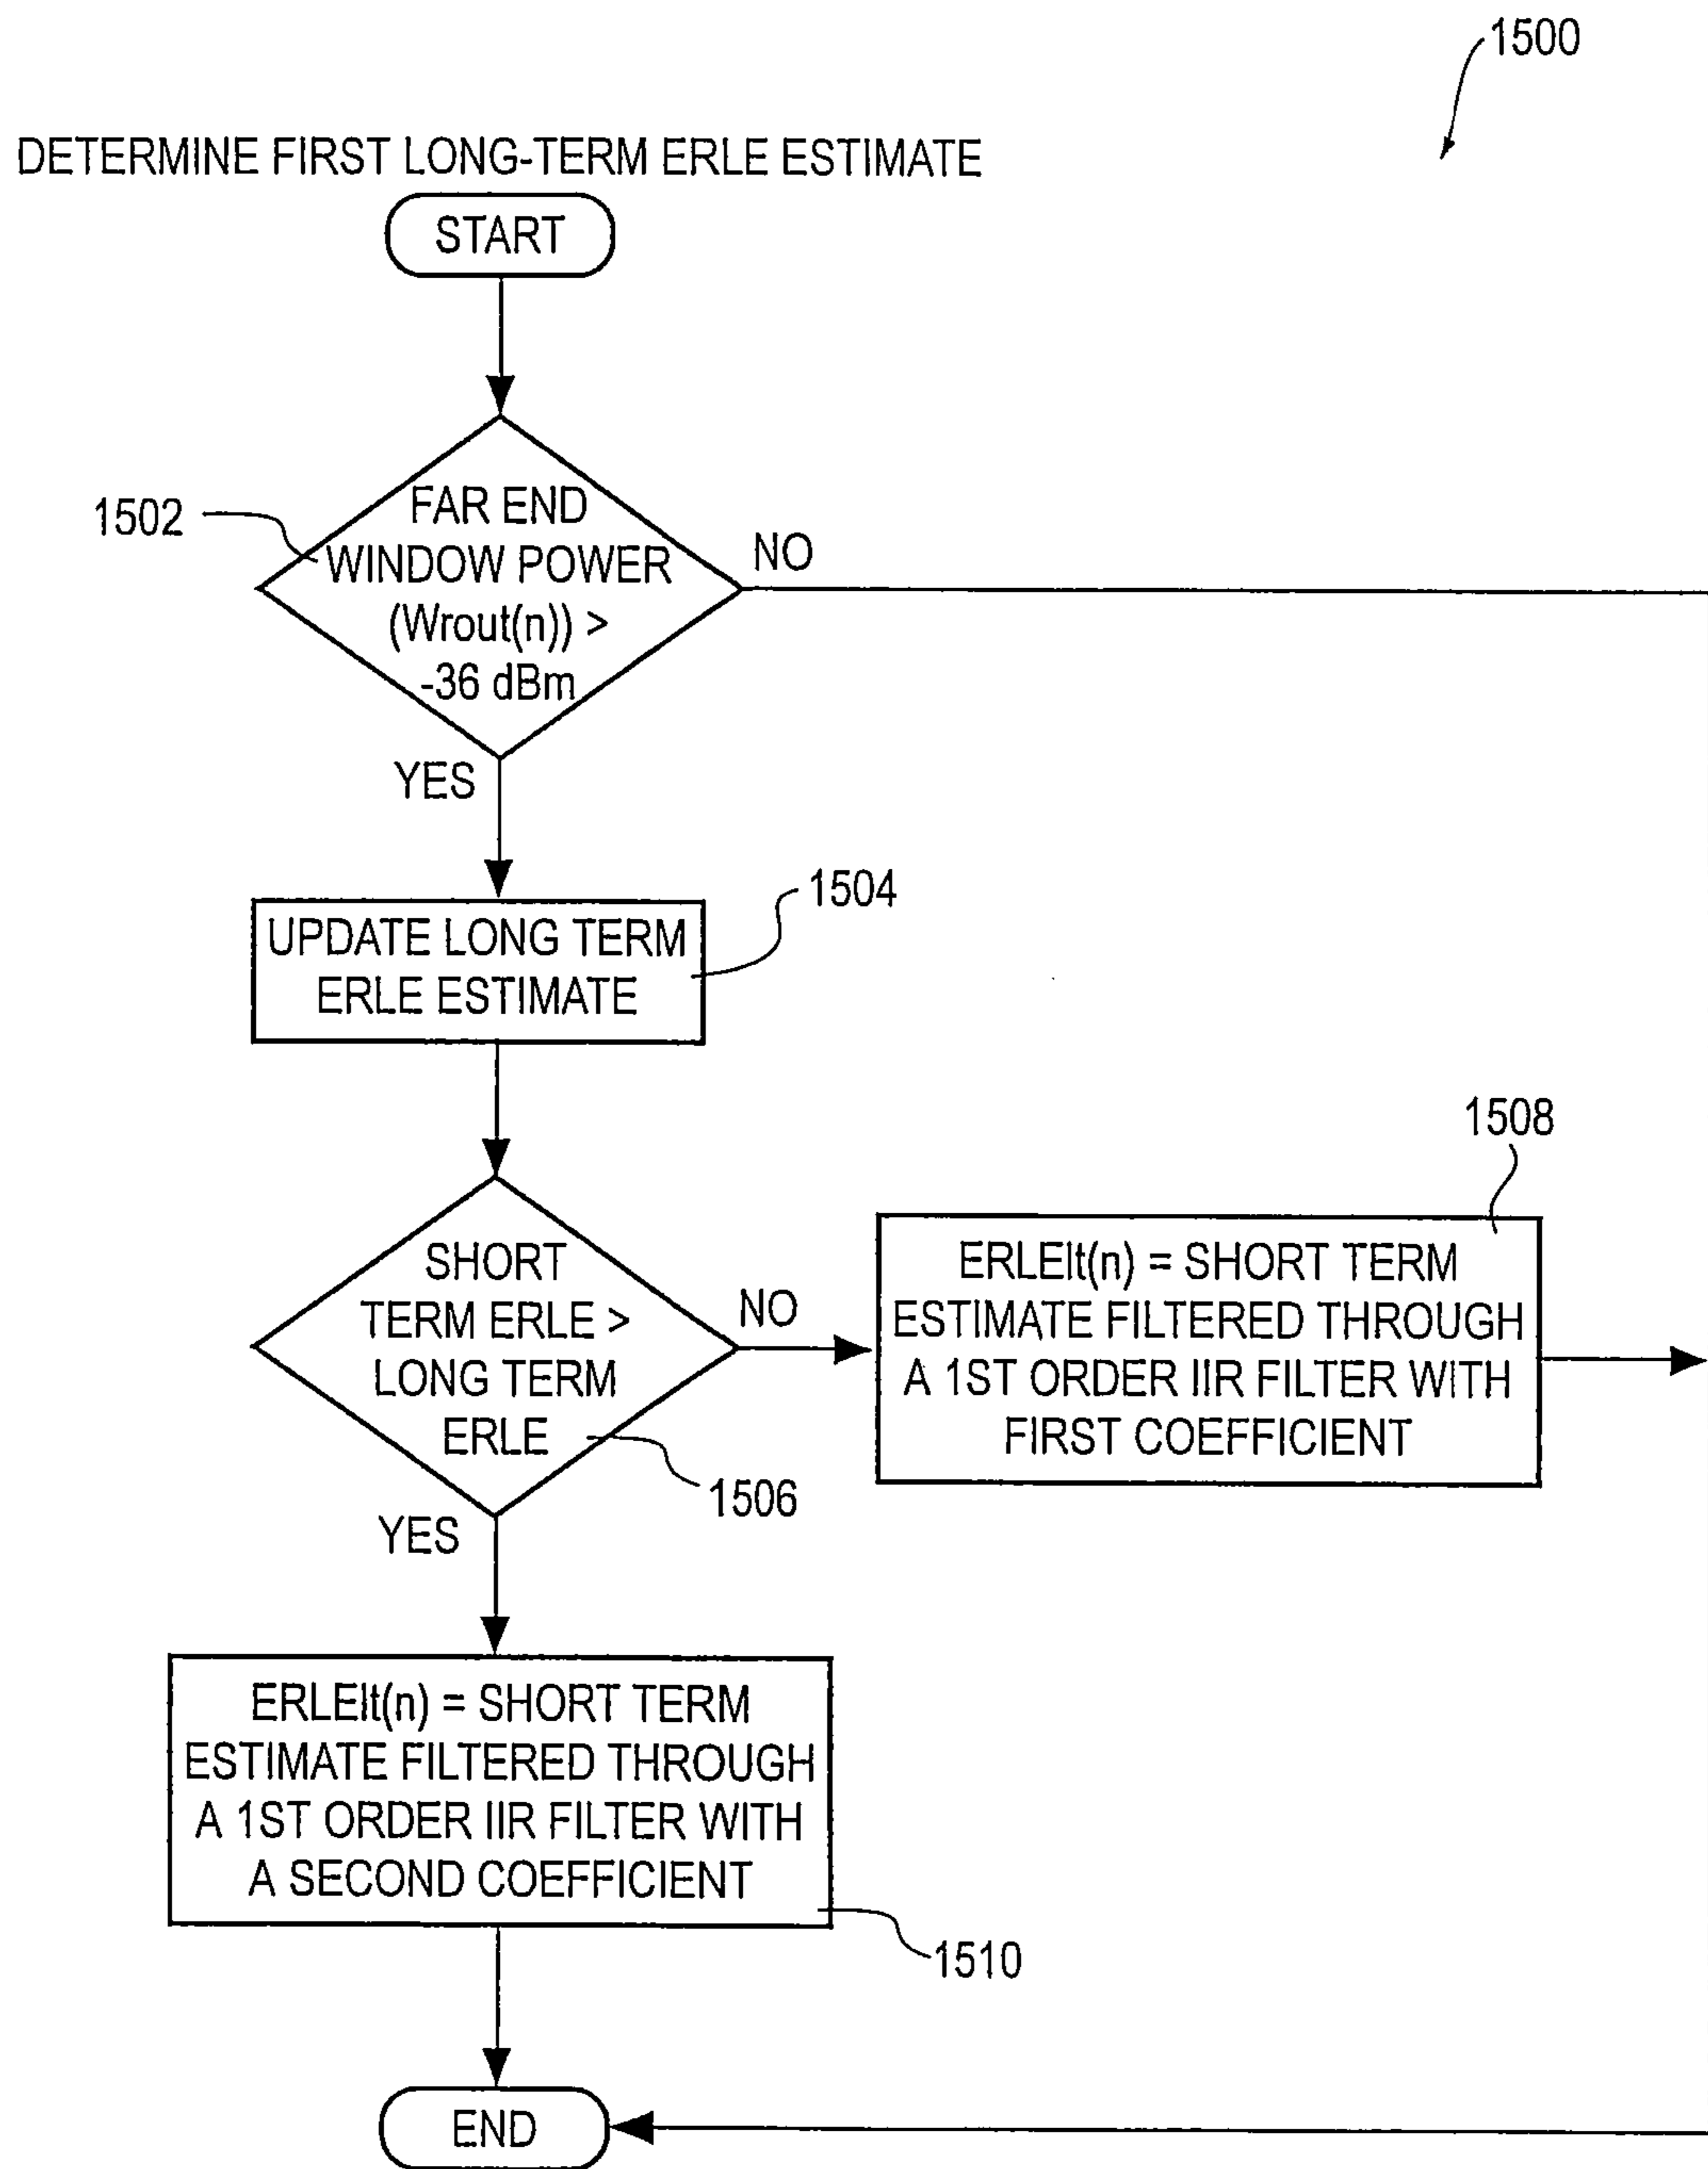 1500
DETERMINE FIRST LONG-TERM ERLE ESTIMATE
START
1502
FAR END
WINDOW POWER
(Wrout(n)) >
-36 dBm
NO
YES
1504
UPDATE LONG TERM
ERLE ESTIMATE
1508
SHORT
TERM ERLE >
LONG TERM
ERLE
NO
1506
YES
ERLElt(n) = SHORT TERM
ESTIMATE FILTERED THROUGH
A 1ST ORDER IIR FILTER WITH
FIRST COEFFICIENT
ERLElt(n) = SHORT TERM
ESTIMATE FILTERED THROUGH
A 1ST ORDER IIR FILTER WITH
A SECOND COEFFICIENT
1510
END